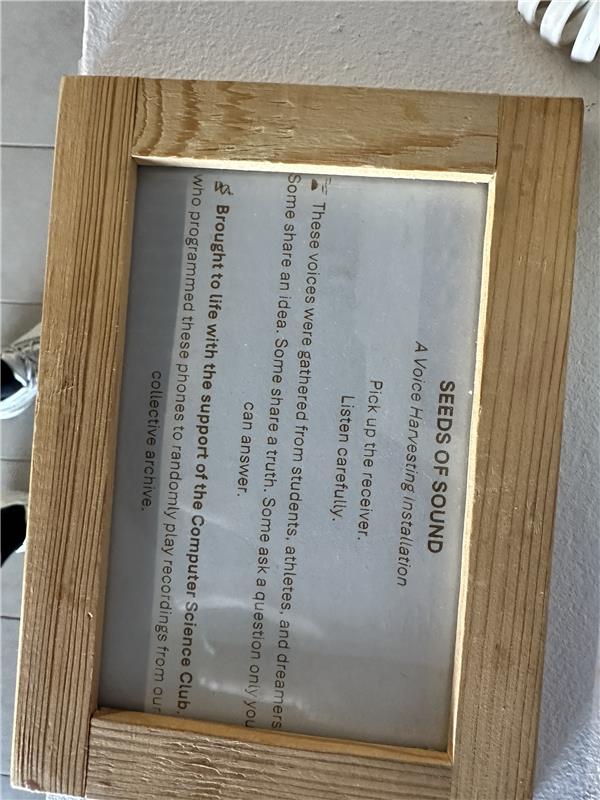 SEEDS OF SOUND
A Voice Harvesting Installation
Pick up the receiver.
Listen carefully.
These voices were gathered from students, athletes, and dreamers
Some share an idea. Some share a truth. Some ask a question only you
can answer.
Brought to life with the support of the Computer Science Club,
who programmed these phones to randomly play recordings from our
collective archive.